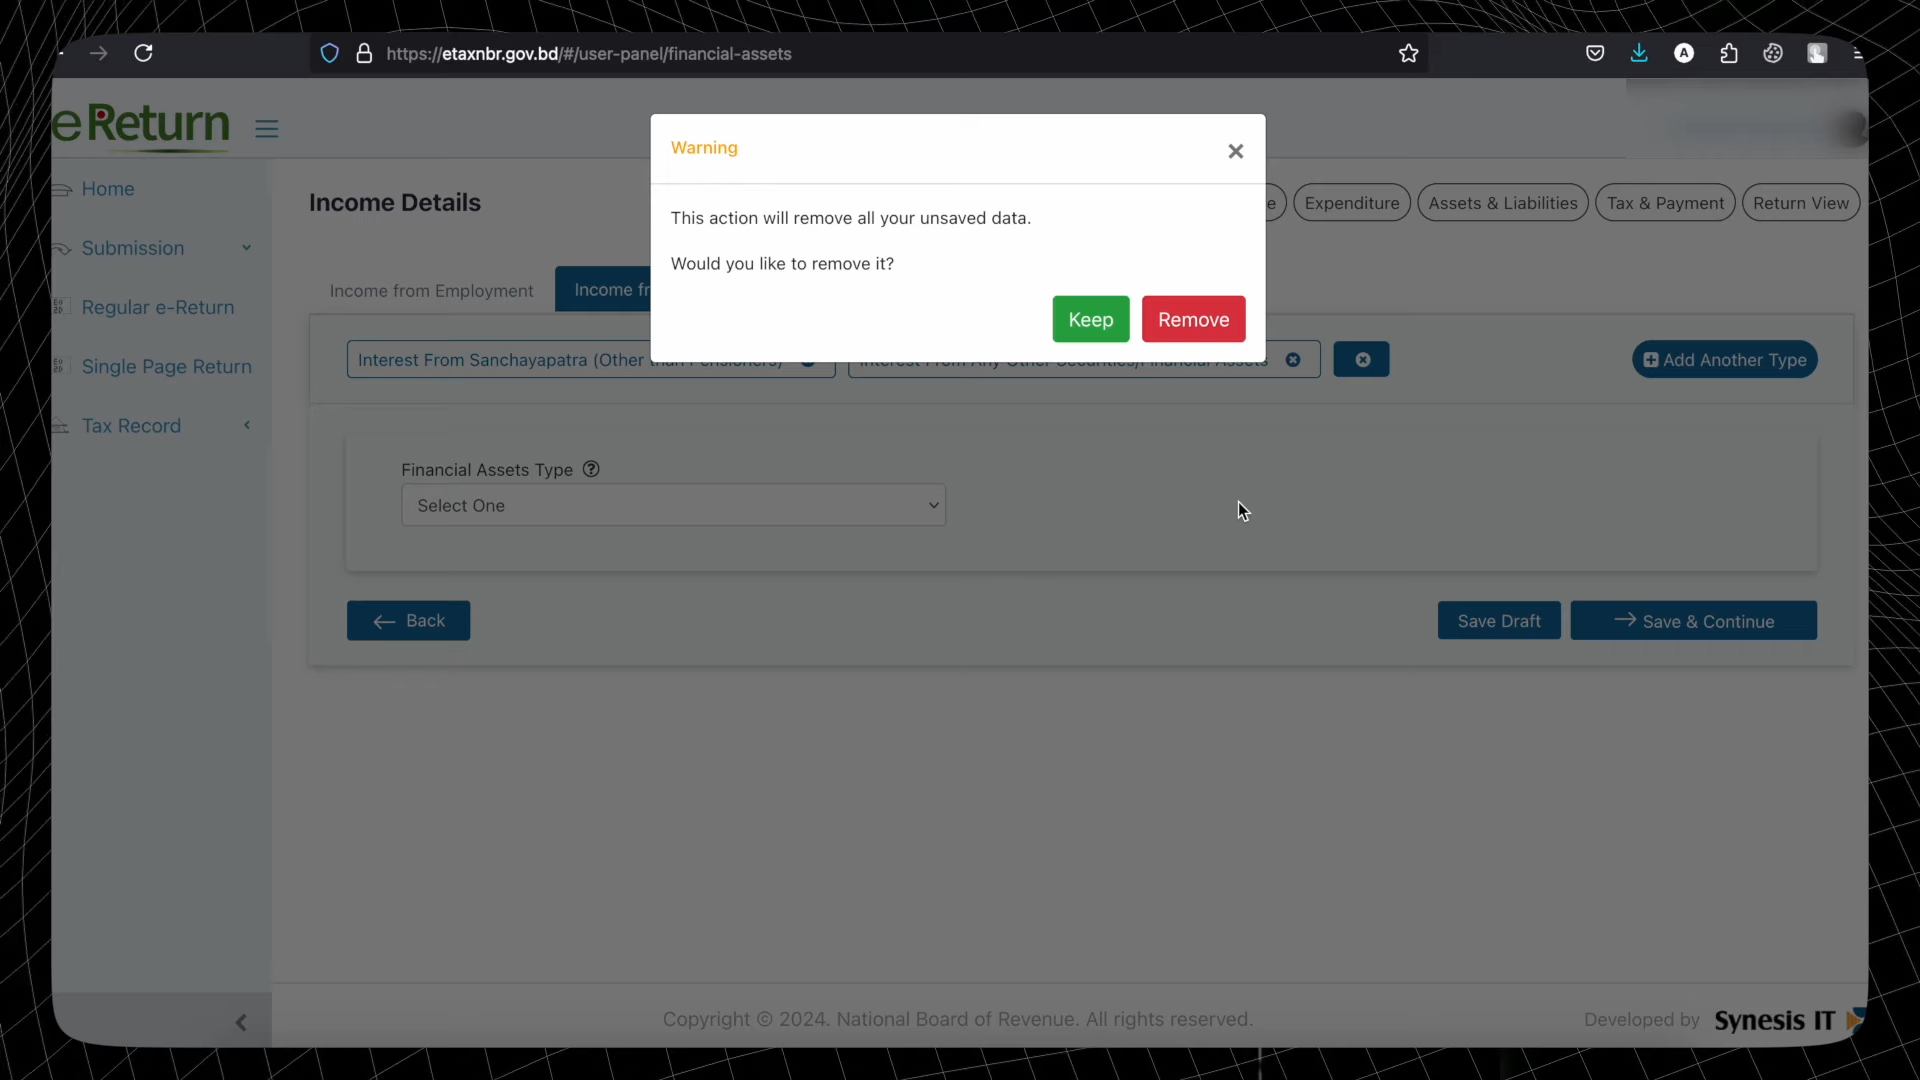 https://etaxnbr.gov.bd/#/user-panel/financial-assets
A
e Return
Home
Submission
Regular e-Return
Single Page Return
Tax Record
Income Details
e
Expenditure
Assets & Liabilities
Tax & Payment
Return View
Income from Employment
Income fr
Warning
This action will remove all your unsaved data.
Would you like to remove it?
Keep
Remove
Interest From Sanchayapatra (Other than Pensioners)
Interest From Any Other Securities/Financial Assets
Add Another Type
Financial Assets Type
Select One
Back
Save Draft
Save & Continue
Copyright © 2024. National Board of Revenue. All rights reserved.
Developed by Synesis IT